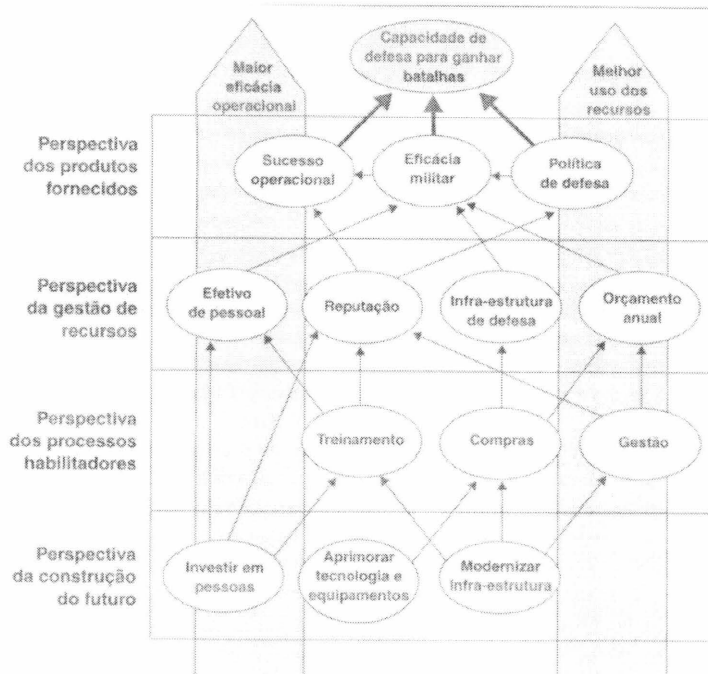 Capacidade de
defesa para ganhar
batalhas
Maior
eficácia
operacional
Melhor
uso dos
recursos
Perspectiva
dos produtos
fornecidos
Sucesso
operacional
Eficácia
militar
Política
de defesa
Perspectiva
da gestão de
recursos
Efetivo
de pessoal
Reputação
Infra-estrutura
de defesa
Orçamento
anual
Perspectiva
dos processos
habilitadores
Treinamento
Compras
Gestão
Perspectiva
da construção
do futuro
Investir em
pessoas
Aprimorar
tecnologia e
equipamentos
Modernizar
infra-estrutura